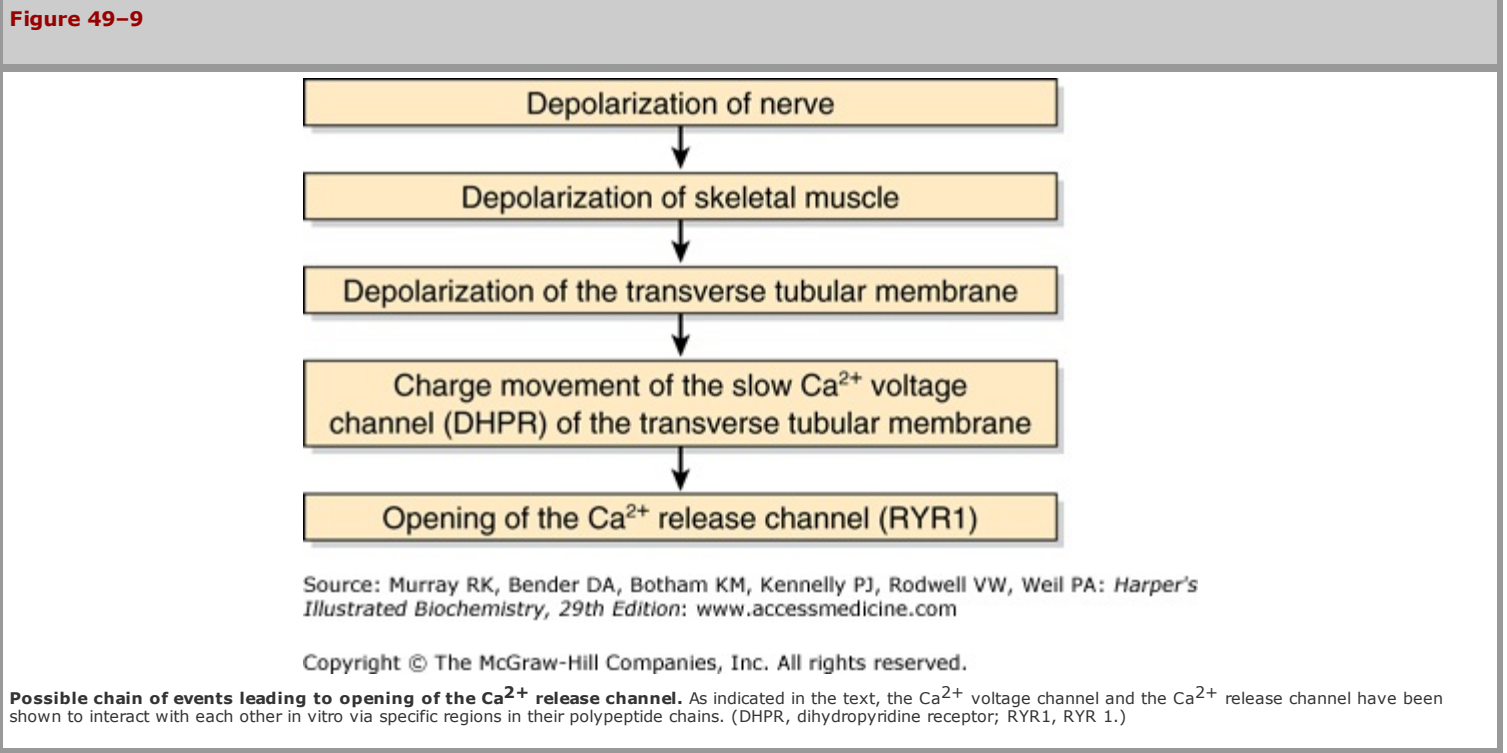 Figure 49–9
Depolarization of nerve
Depolarization of skeletal muscle
Depolarization of the transverse tubular membrane
Charge movement of the slow Ca²⁺ voltage
channel (DHPR) of the transverse tubular membrane
Opening of the Ca²⁺ release channel (RYR1)
Source: Murray RK, Bender DA, Botham KM, Kennelly PJ, Rodwell VW, Weil PA: Harper's
Illustrated Biochemistry, 29th Edition: www.accessmedicine.com
Copyright © The McGraw-Hill Companies, Inc. All rights reserved.
Possible chain of events leading to opening of the Ca²⁺ release channel. As indicated in the text, the Ca²⁺ voltage channel and the Ca²⁺ release channel have been
shown to interact with each other in vitro via specific regions in their polypeptide chains. (DHPR, dihydropyridine receptor; RYR1, RYR 1.)